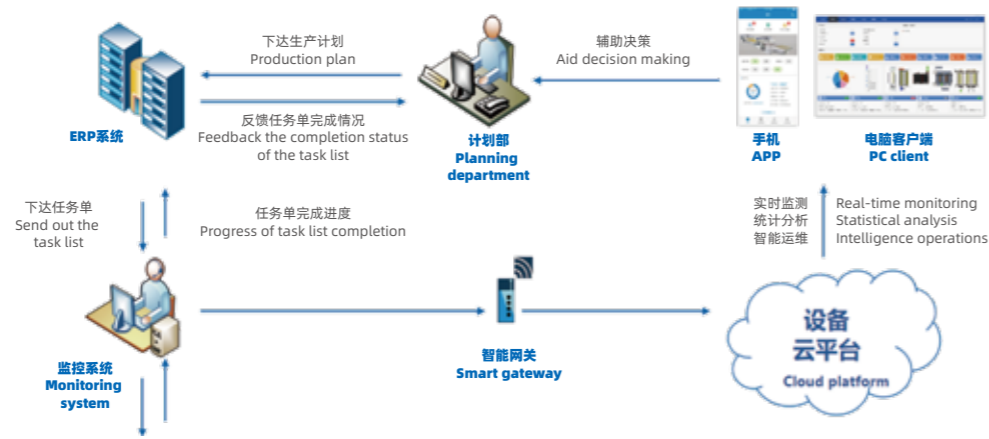 下达生产计划
Production plan
辅助决策
Aid decision making
ERP系统
反馈任务单完成情况
Feedback the completion status
of the task list
计划部
Planning
department
手机
APP
电脑客户端
PC client
下达任务单
Send out the
task list
任务单完成进度
Progress of task list completion
实时监测
Real-time monitoring
统计分析
Statistical analysis
智能运维
Intelligence operations
监控系统
Monitoring
system
智能网关
Smart gateway
设备
云平台
Cloud platform